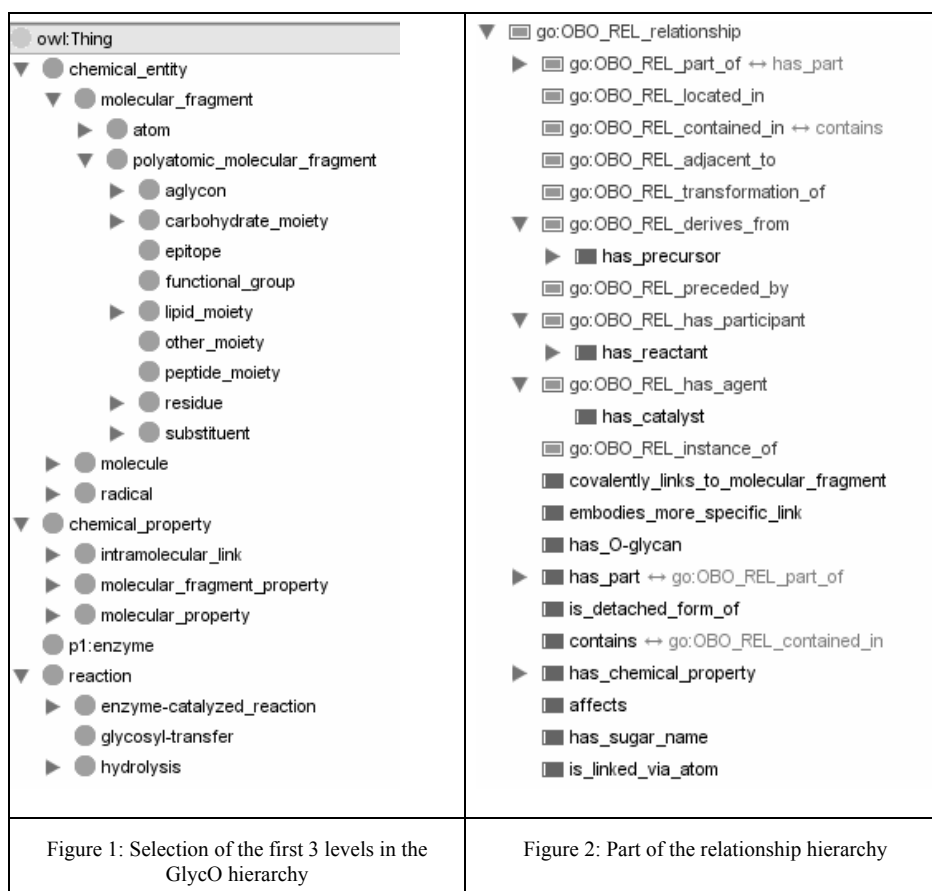 owl:Thing
chemical_entity
molecular_fragment
atom
polyatomic_molecular_fragment
aglycon
carbohydrate_moiety
epitope
functional_group
lipid_moiety
other_moiety
peptide_moiety
residue
substituent
molecule
radical
chemical_property
intramolecular_link
molecular_fragment_property
molecular_property
p1:enzyme
reaction
enzyme-catalyzed_reaction
glycosyl-transfer
hydrolysis
Figure 1: Selection of the first 3 levels in the
GlycO hierarchy
go:OBO_REL_relationship
go:OBO_REL_part_of ↔ has_part
go:OBO_REL_located_in
go:OBO_REL_contained_in ↔ contains
go:OBO_REL_adjacent_to
go:OBO_REL_transformation_of
go:OBO_REL_derives_from
has_precursor
go:OBO_REL_preceded_by
go:OBO_REL_has_participant
has_reactant
go:OBO_REL_has_agent
has_catalyst
go:OBO_REL_instance_of
covalently_links_to_molecular_fragment
embodies_more_specific_link
has_O-glycan
has_part ↔ go:OBO_REL_part_of
is_detached_form_of
contains ↔ go:OBO_REL_contained_in
has_chemical_property
affects
has_sugar_name
is_linked_via_atom
Figure 2: Part of the relationship hierarchy